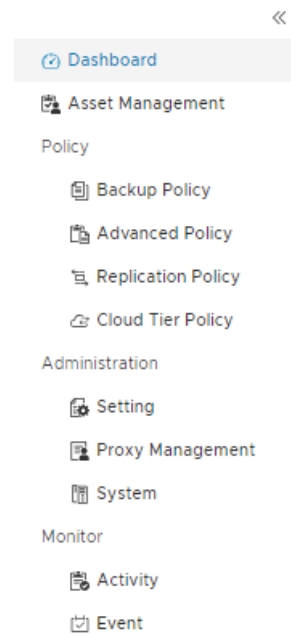 Dashboard
Asset Management
Policy
Backup Policy
Advanced Policy
Replication Policy
Cloud Tier Policy
Administration
Setting
Proxy Management
System
Monitor
Activity
Event